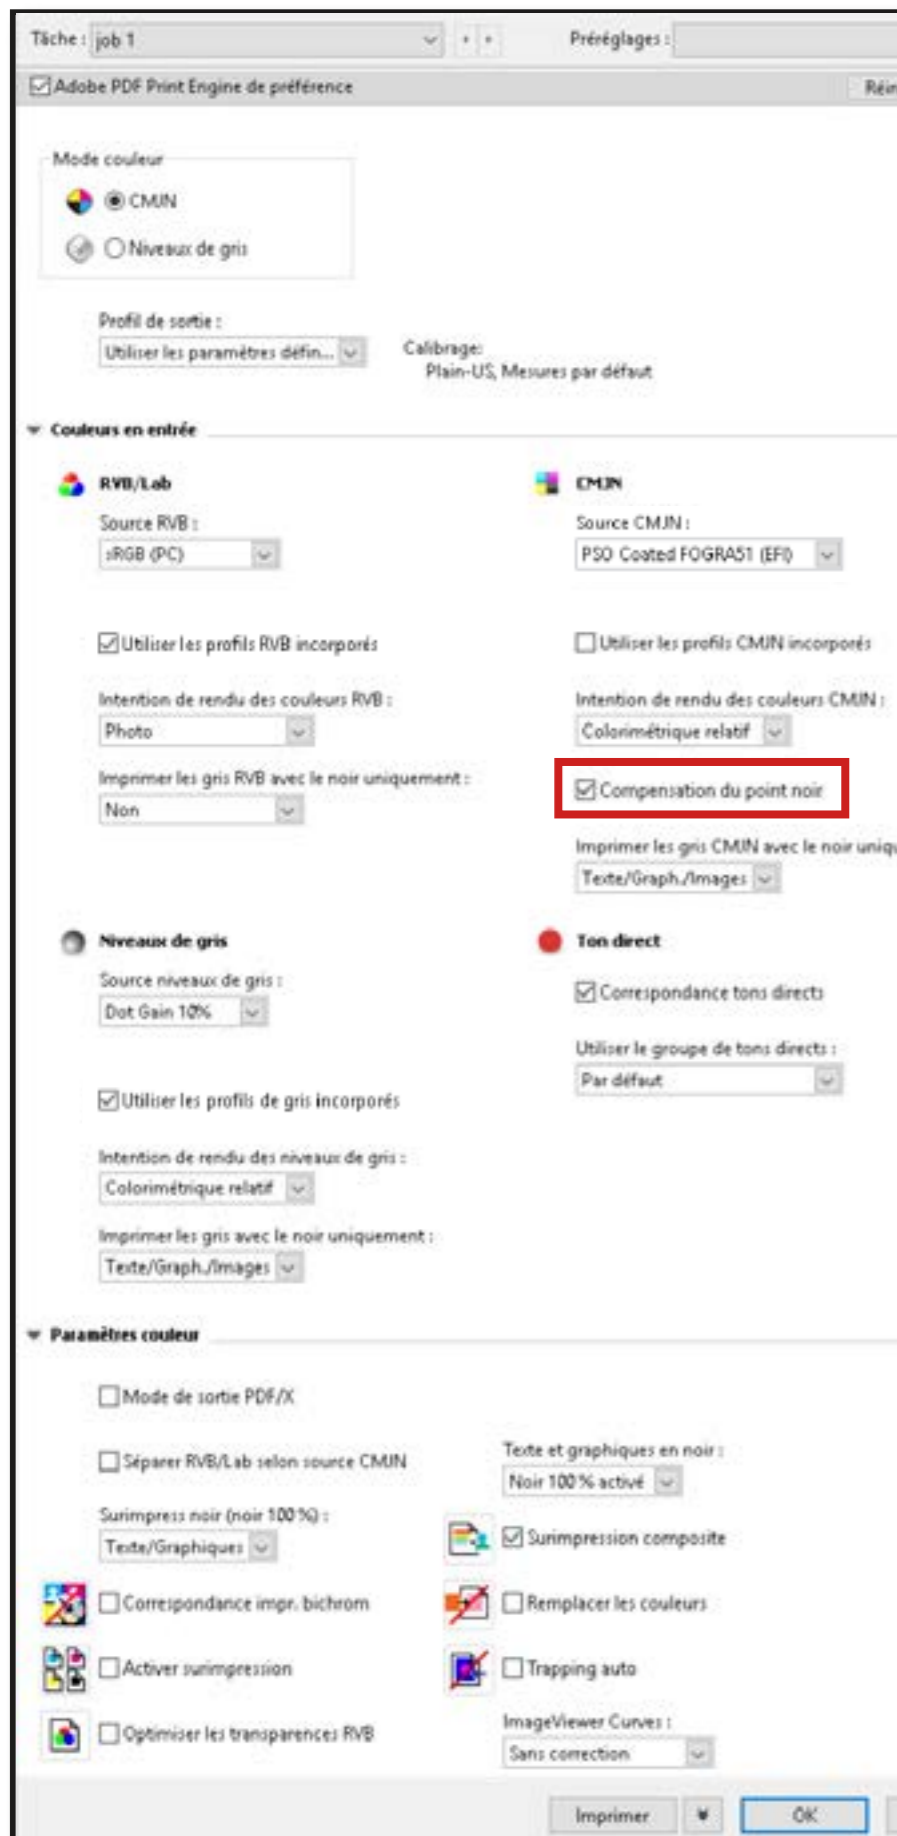 Tâche : job 1
Préréglages :
Adobe PDF Print Engine de préférence
Réin
Mode couleur
CMJN
Niveaux de gris
Profil de sortie :
Utiliser les paramètres défin...
Calibrage:
Plain-US, Mesures par défaut
Couleurs en entrée
RVB/Lab
Source RVB :
sRGB (PC)
Utiliser les profils RVB incorporés
Intention de rendu des couleurs RVB :
Photo
Imprimer les gris RVB avec le noir uniquement :
Non
CMJN
Source CMJN :
PSO Coated FOGRA51 (EFI)
Utiliser les profils CMJN incorporés
Intention de rendu des couleurs CMJN :
Colorimétrique relatif
Compensation du point noir
Imprimer les gris CMJN avec le noir uniqu
Texte/Graph./Images
Niveaux de gris
Source niveaux de gris :
Dot Gain 10%
Utiliser les profils de gris incorporés
Intention de rendu des niveaux de gris :
Colorimétrique relatif
Imprimer les gris avec le noir uniquement :
Texte/Graph./Images
Ton direct
Correspondance tons directs
Utiliser le groupe de tons directs :
Par défaut
Paramètres couleur
Mode de sortie PDF/X
Séparer RVB/Lab selon source CMJN
Texte et graphiques en noir :
Noir 100 % activé
Surimpress noir (noir 100 %) :
Texte/Graphiques
Surimpression composite
Correspondance impr. bichrom
Remplacer les couleurs
Activer surimpression
Trapping auto
Optimiser les transparences RVB
ImageViewer Curves :
Sans correction
Imprimer
OK